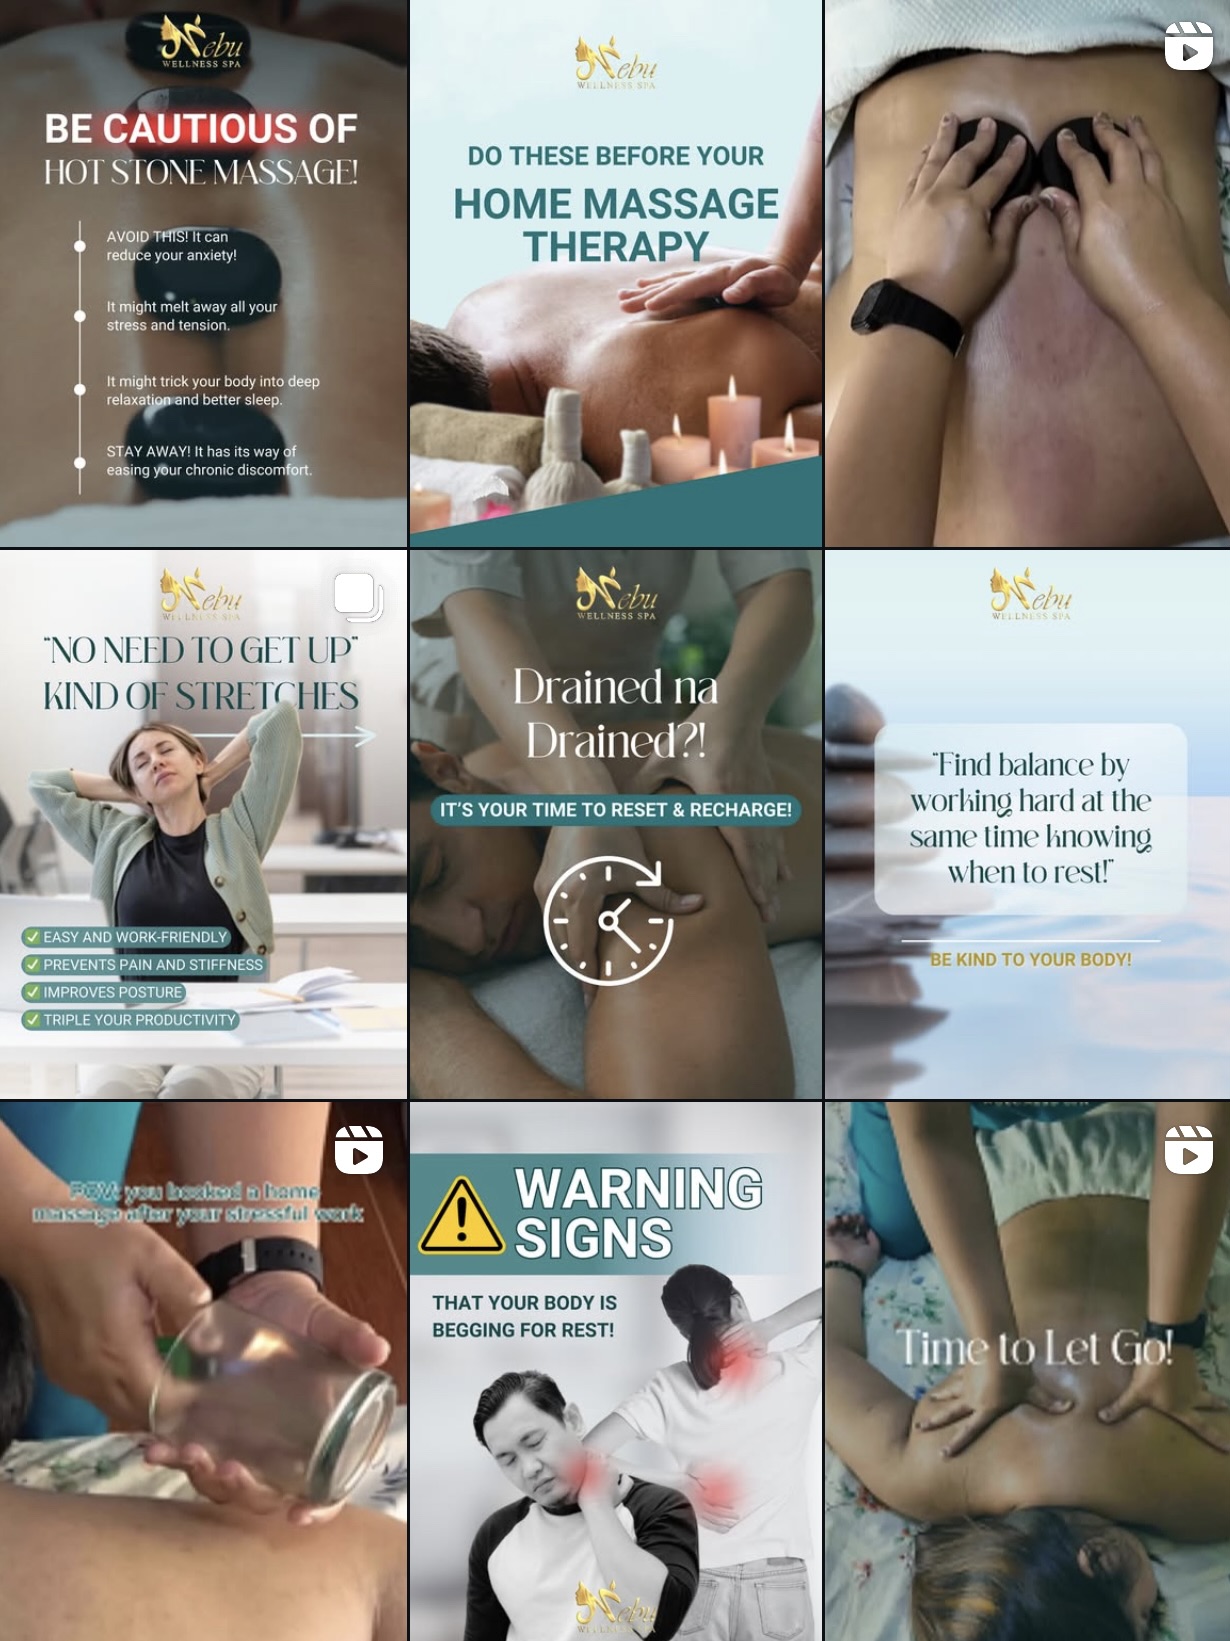 Nebu
WELLNESS SPA
BE CAUTIOUS OF
HOT STONE MASSAGE!
AVOID THIS! It can
reduce your anxiety!
It might melt away all your
stress and tension.
It might trick your body into deep
relaxation and better sleep.
STAY AWAY! It has its way of
easing your chronic discomfort.
Nebu
WELLNESS SPA
DO THESE BEFORE YOUR
HOME MASSAGE
THERAPY
Nebu
WELLNESS SPA
"NO NEED TO GET UP"
KIND OF STRETCHES
EASY AND WORK-FRIENDLY
PREVENTS PAIN AND STIFFNESS
IMPROVES POSTURE
TRIPLE YOUR PRODUCTIVITY
Nebu
WELLNESS SPA
Drained na
Drained?!
IT'S YOUR TIME TO RESET & RECHARGE!
Nebu
WELLNESS SPA
"Find balance by
working hard at the
same time knowing
when to rest!"
BE KIND TO YOUR BODY!
POV: you booked a home
massage after your stressful work
WARNING
SIGNS
THAT YOUR BODY IS
BEGGING FOR REST!
Nebu
WELLNESS SPA
Time to Let Go!